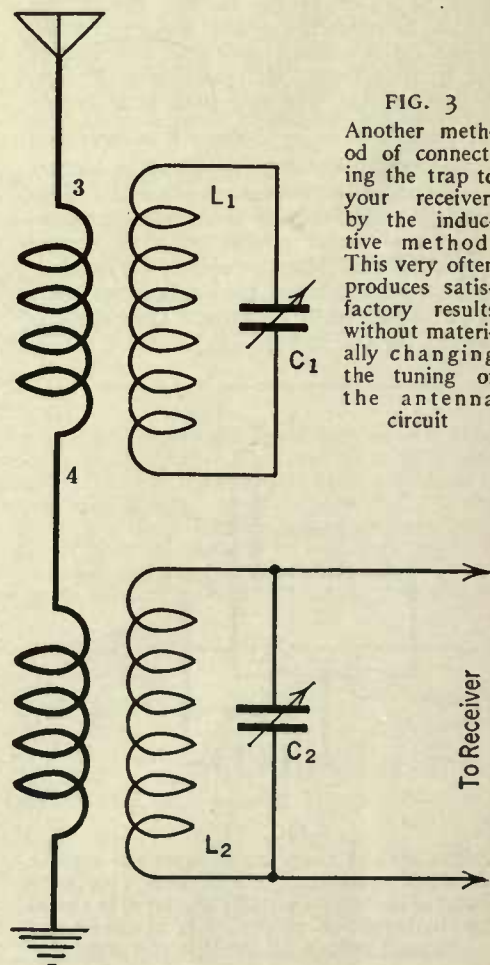 FIG. 3
Another meth-
od of connect-
ing the trap to
your receiver
by the induc-
tive method.
This very often
produces satis-
factory results
without materi-
ally changing
the tuning of
the antenna
circuit
3
L1
C1
4
C2
L2
To Receiver